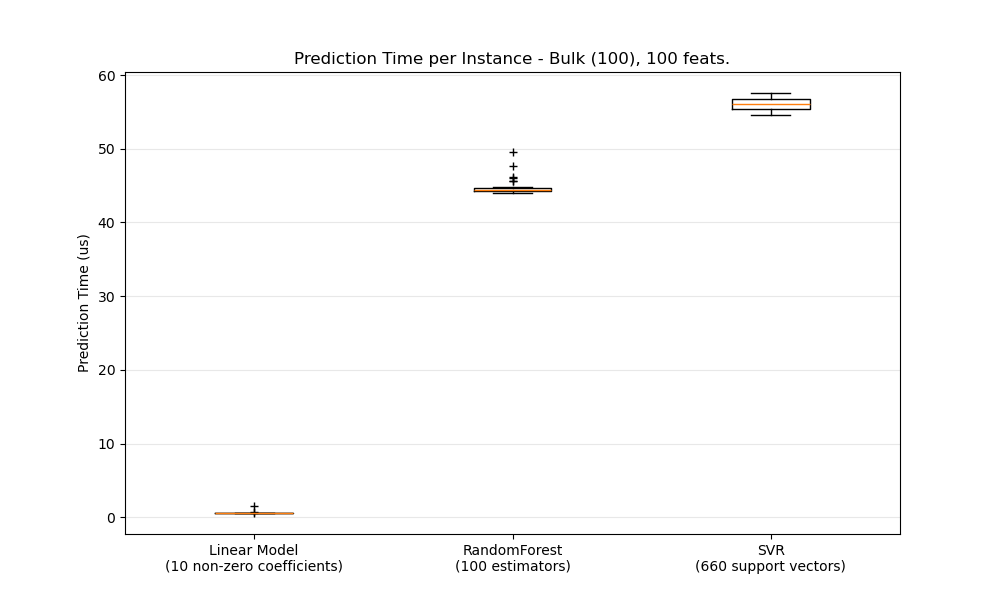 Prediction Time per Instance - Bulk (100), 100 feats.
Prediction Time (us)
60
50
40
30
20
10
0
Linear Model
(10 non-zero coefficients)
RandomForest
(100 estimators)
SVR
(660 support vectors)